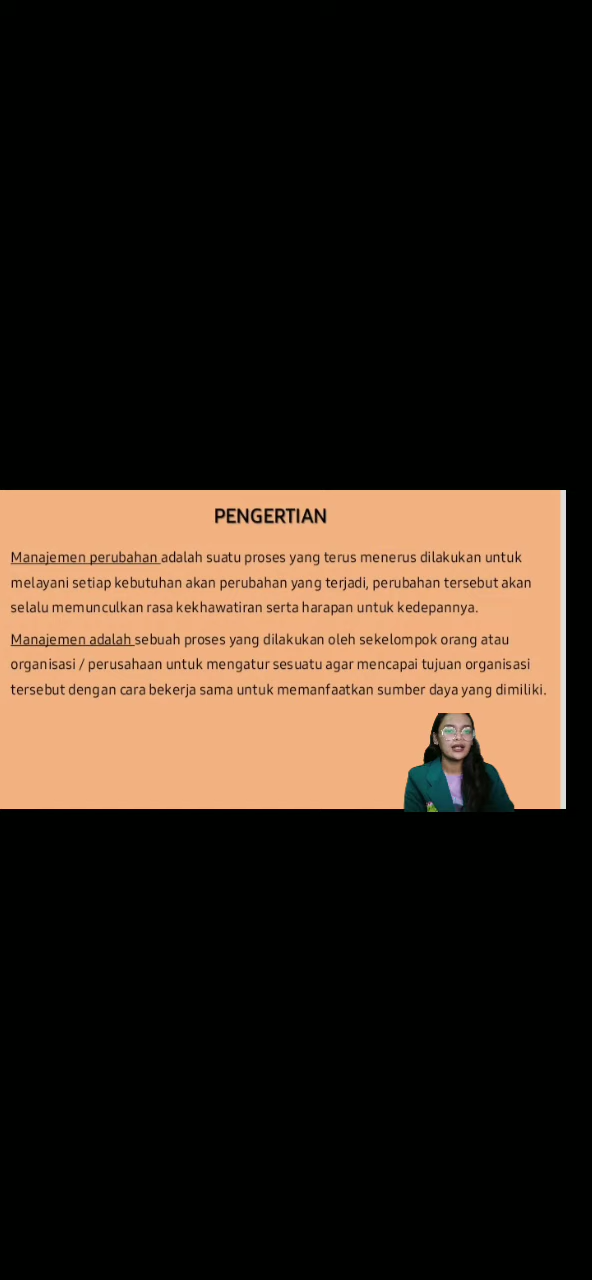 PENGERTIAN
Manajemen perubahan adalah suatu proses yang terus menerus dilakukan untuk
melayani setiap kebutuhan akan perubahan yang terjadi, perubahan tersebut akan
selalu memunculkan rasa kekhawatiran serta harapan untuk kedepannya.
Manajemen adalah sebuah proses yang dilakukan oleh sekelompok orang atau
organisasi / perusahaan untuk mengatur sesuatu agar mencapai tujuan organisasi
tersebut dengan cara bekerja sama untuk memanfaatkan sumber daya yang dimiliki.